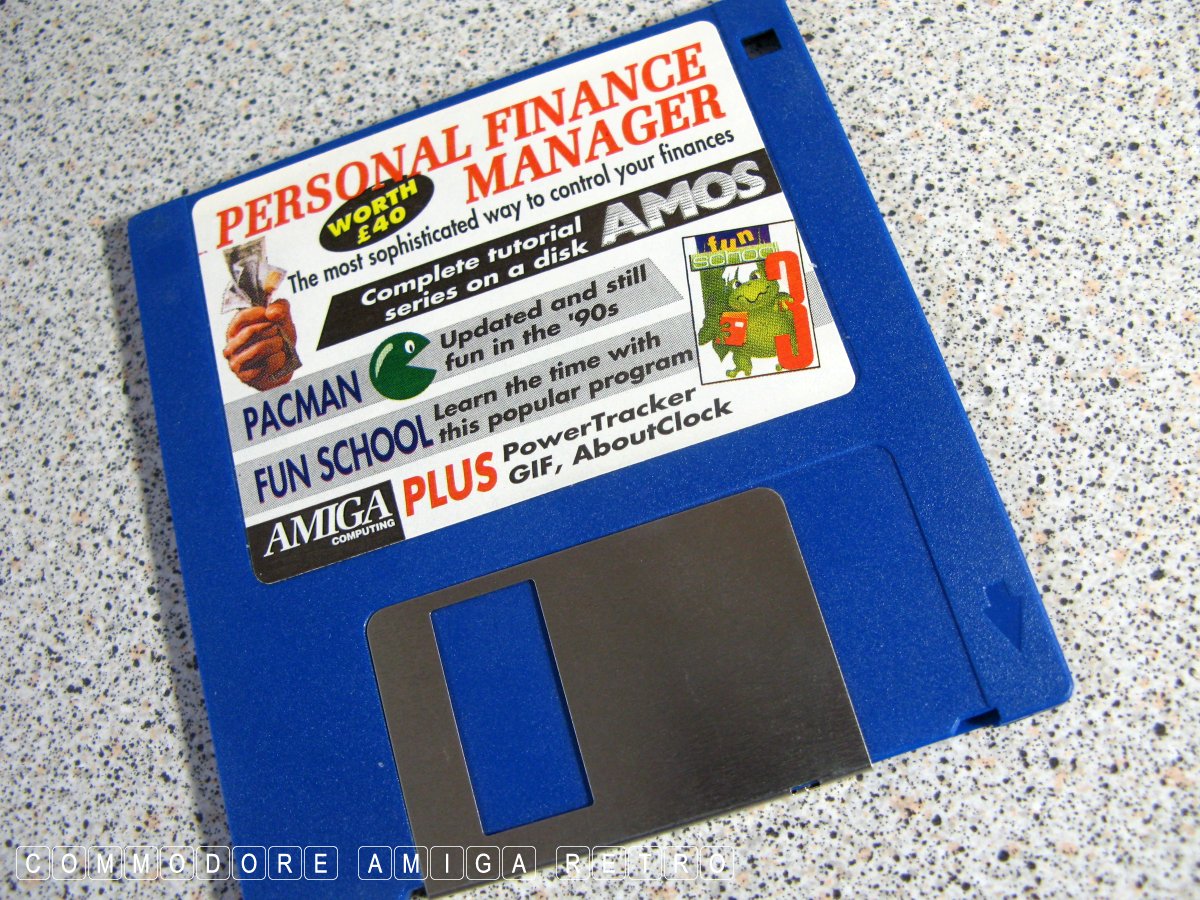 PERSONAL FINANCE
MANAGER
WORTH
£40
The most sophisticated way to control your finances
Complete tutorial
series on a disk
AMOS
PACMAN
Updated and still
fun in the '90s
FUN SCHOOL
Learn the time with
this popular program
fun
SCHOOL
3
AMIGA
COMPUTING
PLUS
PowerTracker
GIF, AboutClock
COMMODORE AMIGA RETRO